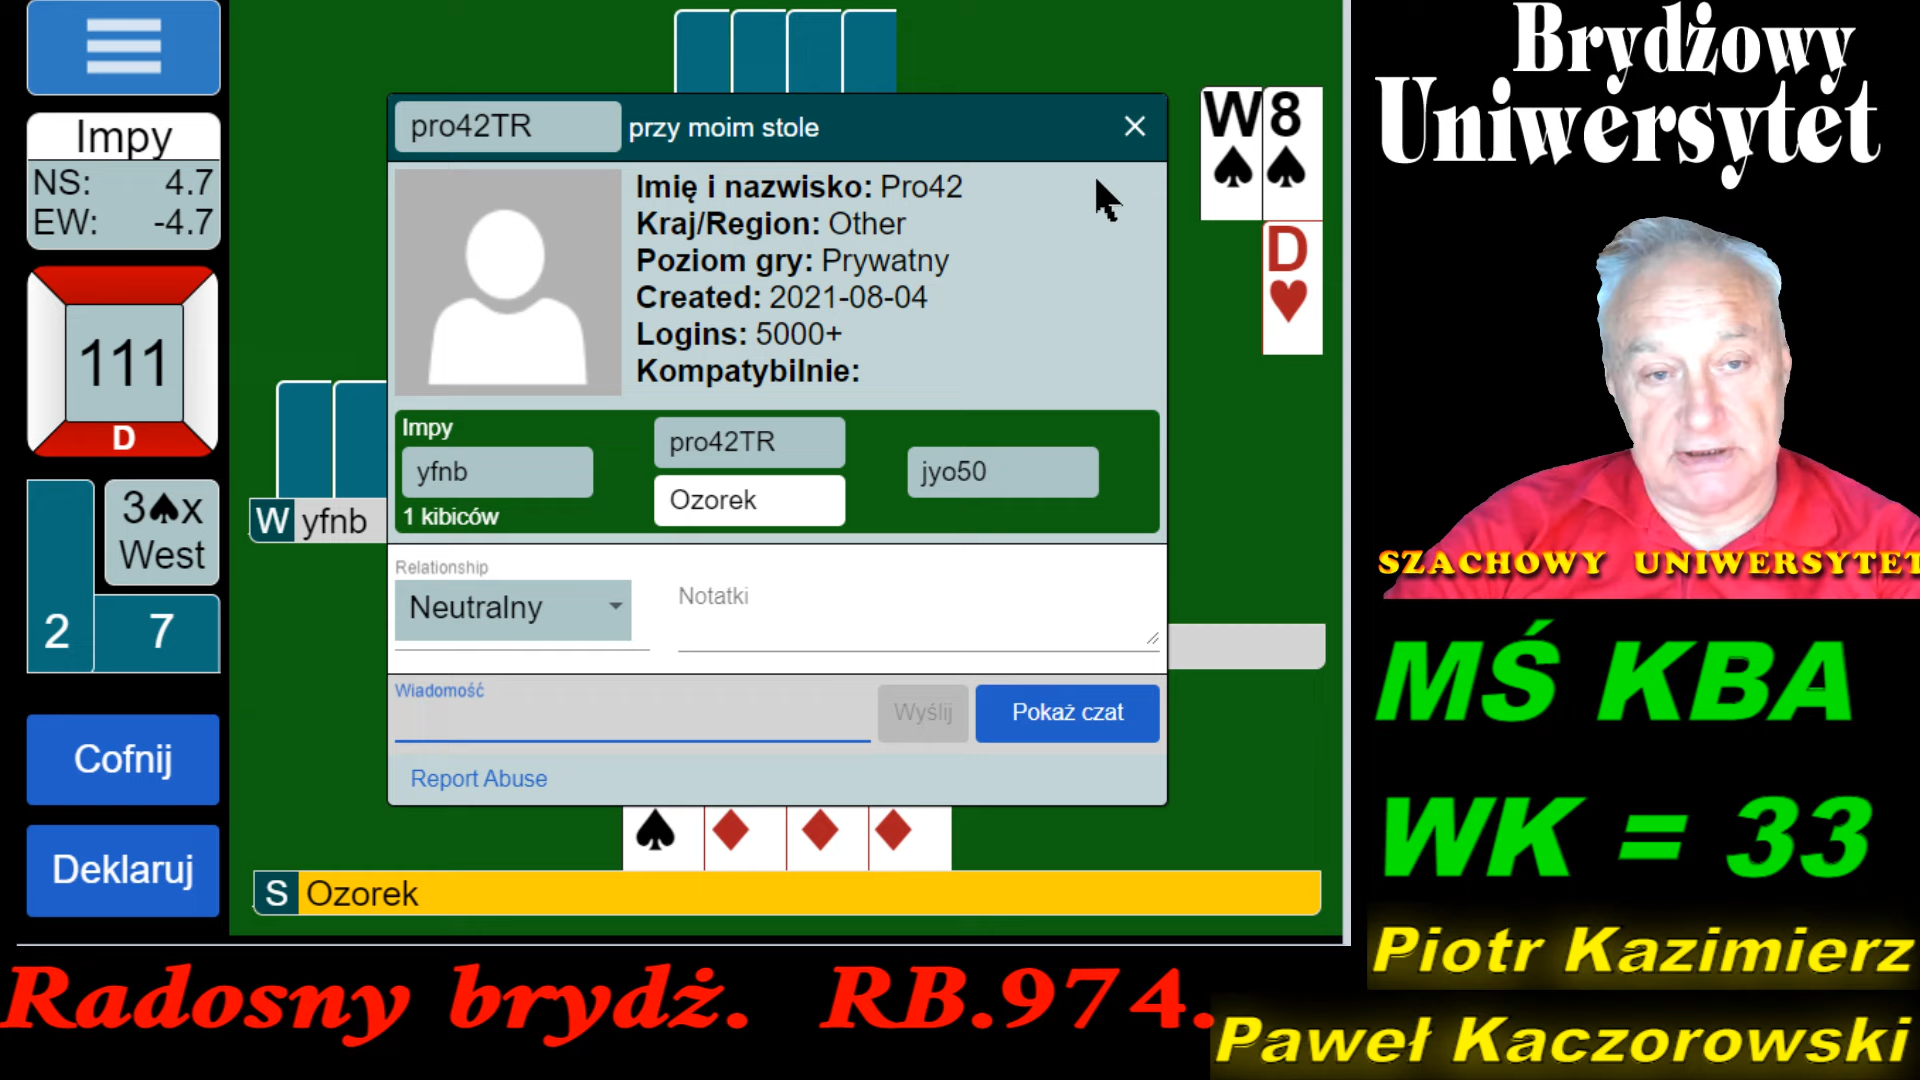 Impy
NS: 4.7
EW: -4.7
111
D
3♠x
West
2
7
Cofnij
Deklaruj
pro42TR przy moim stole
Imię i nazwisko: Pro42
Kraj/Region: Other
Poziom gry: Prywatny
Created: 2021-08-04
Logins: 5000+
Kompatybilnie:
Impy
yfnb
pro42TR
Ozorek
jyo50
1 kibiców
Relationship
Neutralny
Notatki
Wiadomość
Wyślij
Pokaż czat
Report Abuse
W yfnb
S Ozorek
W 8
D
Brydżowy
Uniwersytet
SZACHOWY UNIWERSYTET
MŚ KBA
WK = 33
Piotr Kazimierz
Paweł Kaczorowski
Radosny brydż. RB.974.